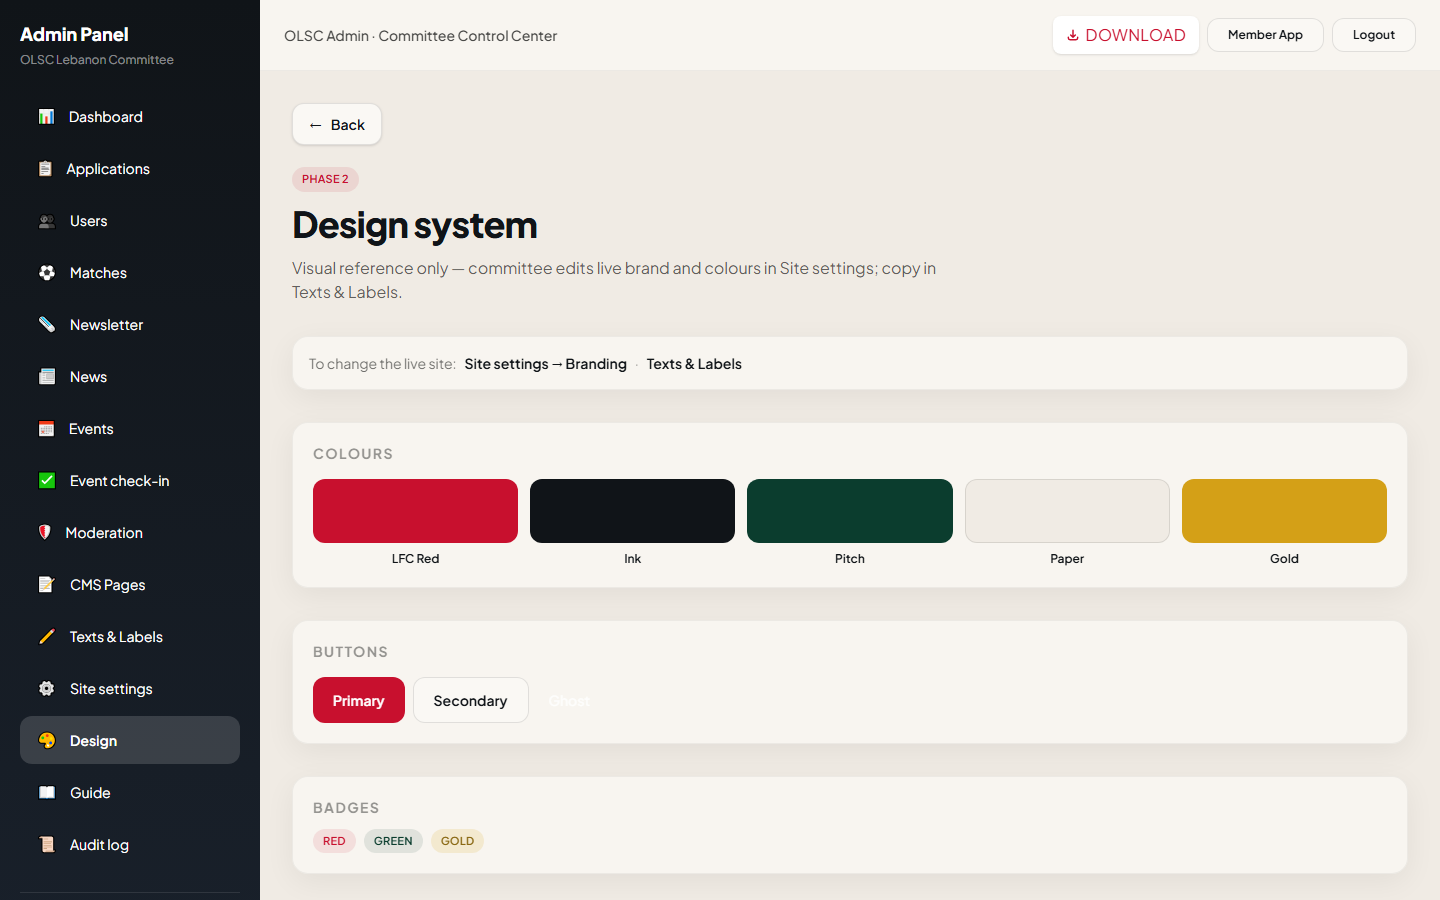 Admin Panel
OLSC Lebanon Committee
Dashboard
Applications
Users
Matches
Newsletter
News
Events
Event check-in
Moderation
CMS Pages
Texts & Labels
Site settings
Design
Guide
Audit log
OLSC Admin · Committee Control Center
DOWNLOAD
Member App
Logout
← Back
PHASE 2
Design system
Visual reference only — committee edits live brand and colours in Site settings; copy in
Texts & Labels.
To change the live site: Site settings → Branding · Texts & Labels
COLOURS
LFC Red
Ink
Pitch
Paper
Gold
BUTTONS
Primary
Secondary
Ghost
BADGES
RED
GREEN
GOLD